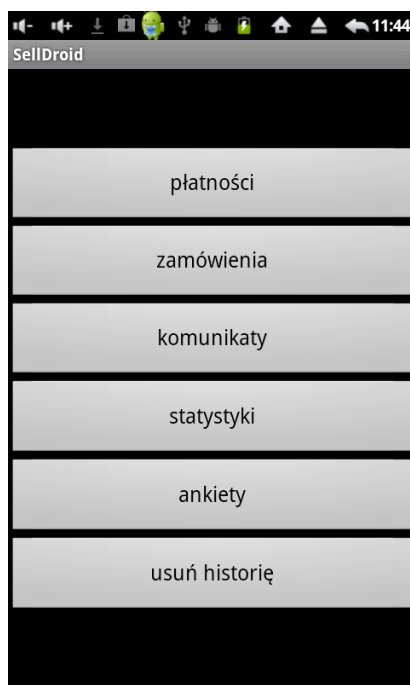 11:44
SellDroid
płatności
zamówienia
komunikaty
statystyki
ankiety
usuń historię